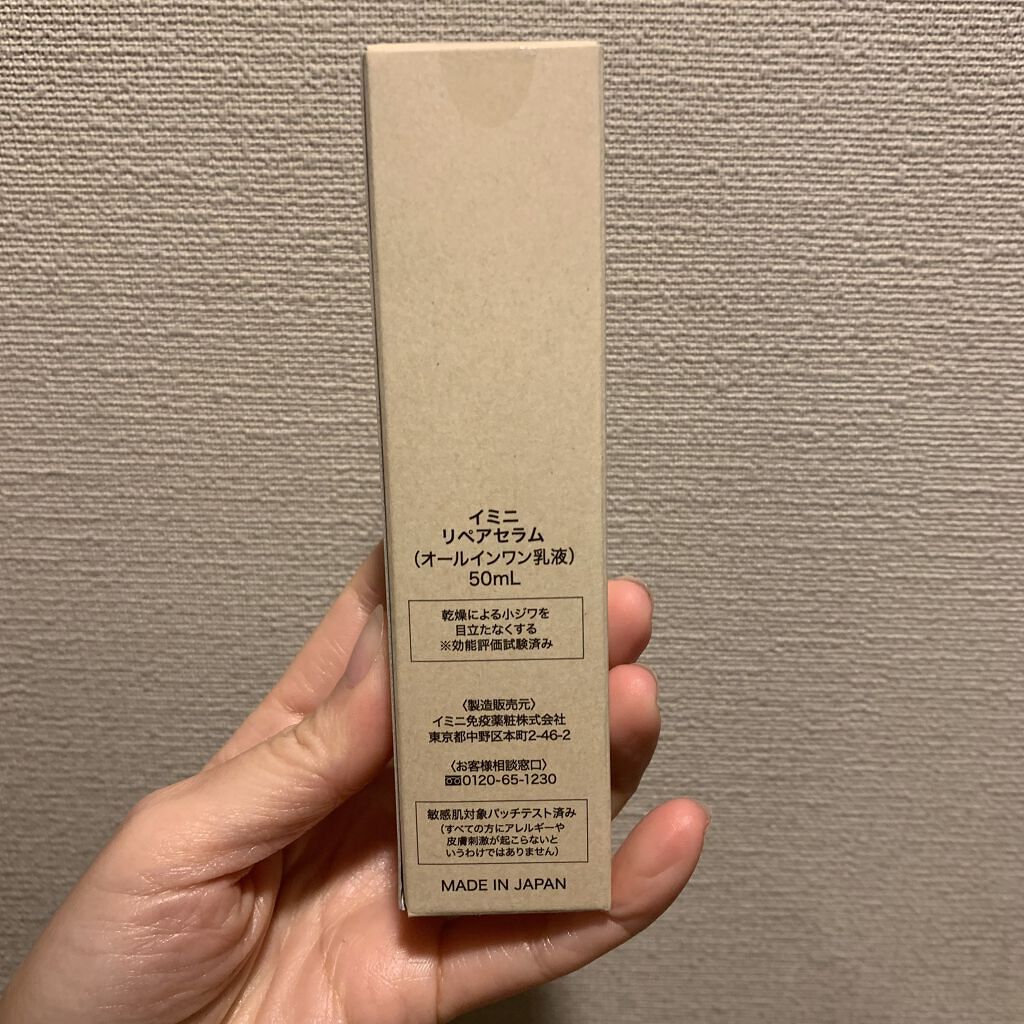 イミニ
リペアセラム
（オールインワン乳液）
50mL
乾燥による小ジワを
目立たなくする
※効能評価試験済み
〈製造販売元〉
イミニ免疫薬粧株式会社
東京都中野区本町2-46-2
〈お客様相談窓口〉
0120-65-1230
敏感肌対象パッチテスト済み
（すべての方にアレルギーや
皮膚刺激が起こらないと
いうわけではありません）
MADE IN JAPAN